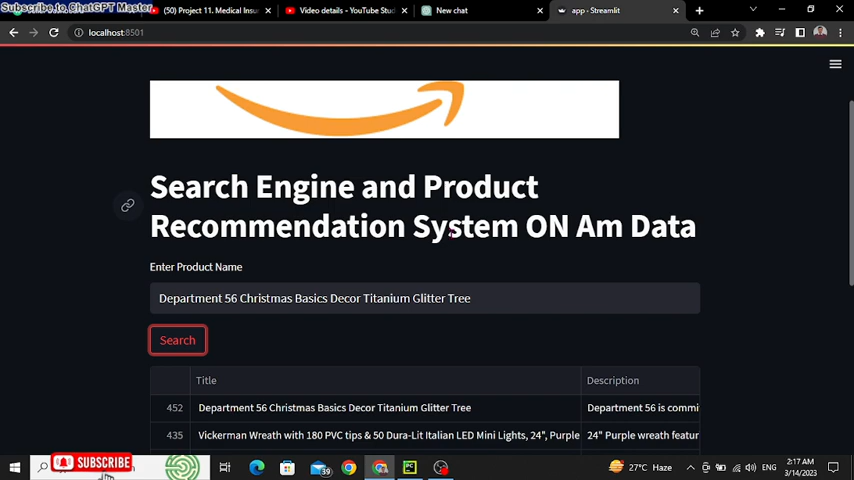 Subscribe to ChatGPT Master
(50) Project 11. Medical Insu
Video details - YouTube Stud
New chat
app - Streamlit
localhost:8501
Search Engine and Product
Recommendation System ON Am Data
Enter Product Name
Department 56 Christmas Basics Decor Titanium Glitter Tree
Search
Title
Description
452
Department 56 Christmas Basics Decor Titanium Glitter Tree
Department 56 is commi
435
Vickerman Wreath with 180 PVC tips & 50 Dura-Lit Italian LED Mini Lights, 24", Purple
24" Purple wreath featur
SUBSCRIBE
39
27°C Haze
ENG
2:17 AM
3/14/2023